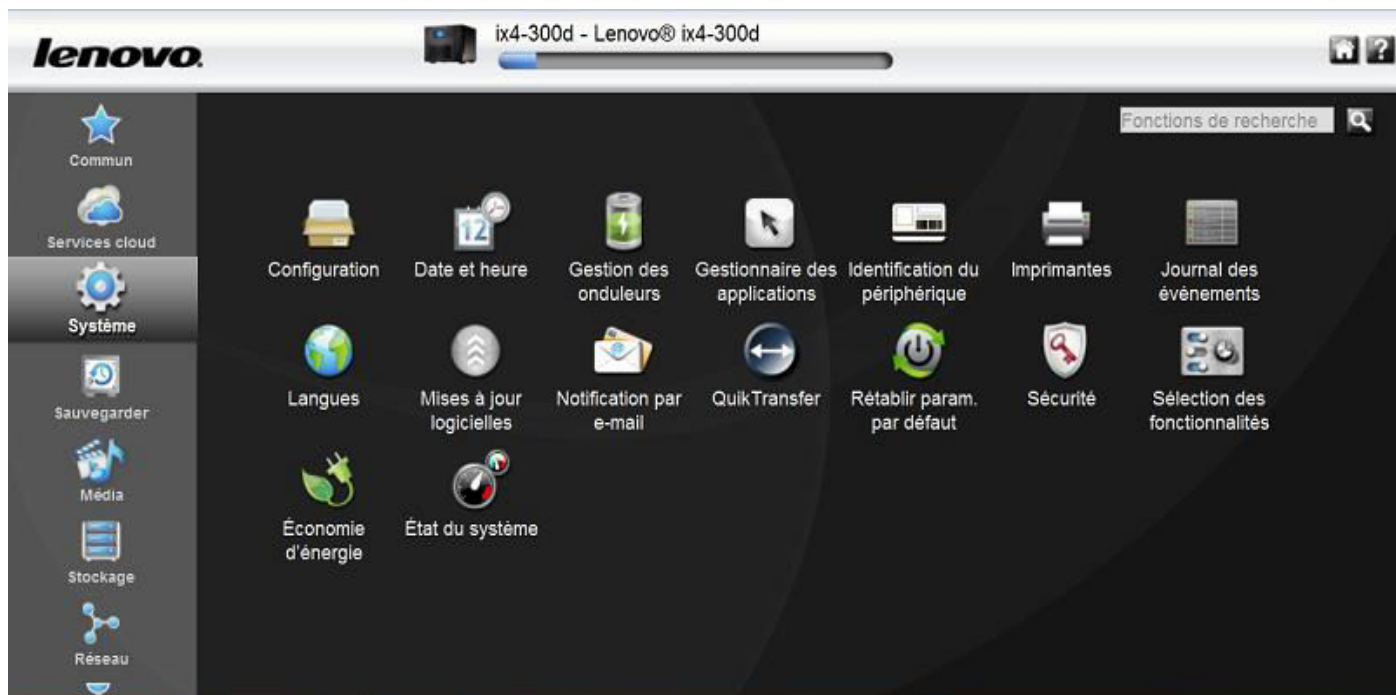 lenovo.
ix4-300d - Lenovo® ix4-300d
?
Fonctions de recherche
Commun
Services cloud
Système
Sauvegarder
Média
Stockage
Réseau
Configuration
12
Date et heure
Gestion des
onduleurs
Gestionnaire des
applications
Identification du
périphérique
Imprimantes
Journal des
événements
Langues
Mises à jour
logicielles
Notification par
e-mail
QuikTransfer
Rétablir param.
par défaut
Sécurité
Sélection des
fonctionnalités
Économie
d'énergie
État du système